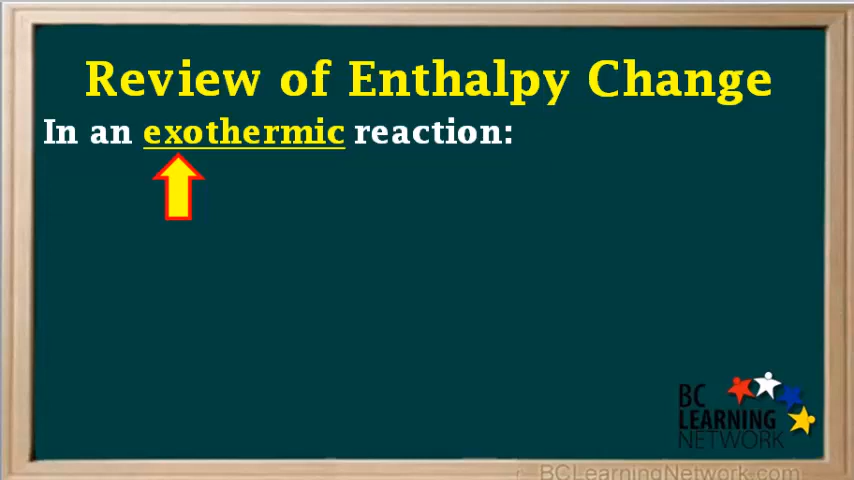 Review of Enthalpy Change
In an exothermic reaction:
BC
LEARNING
NETWORK
BCLearningNetwork.com